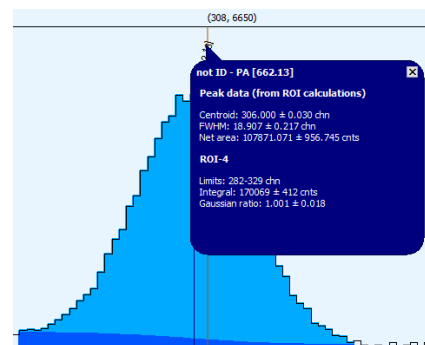 (308, 6650)
not ID - PA [662.13]
Peak data (from ROI calculations)
Centroid: 306.000 ± 0.030 chn
FWHM: 18.907 ± 0.217 chn
Net area: 107871.071 ± 956.745 cnts
ROI-4
Limits: 282-329 chn
Integral: 170069 ± 412 cnts
Gaussian ratio: 1.001 ± 0.018